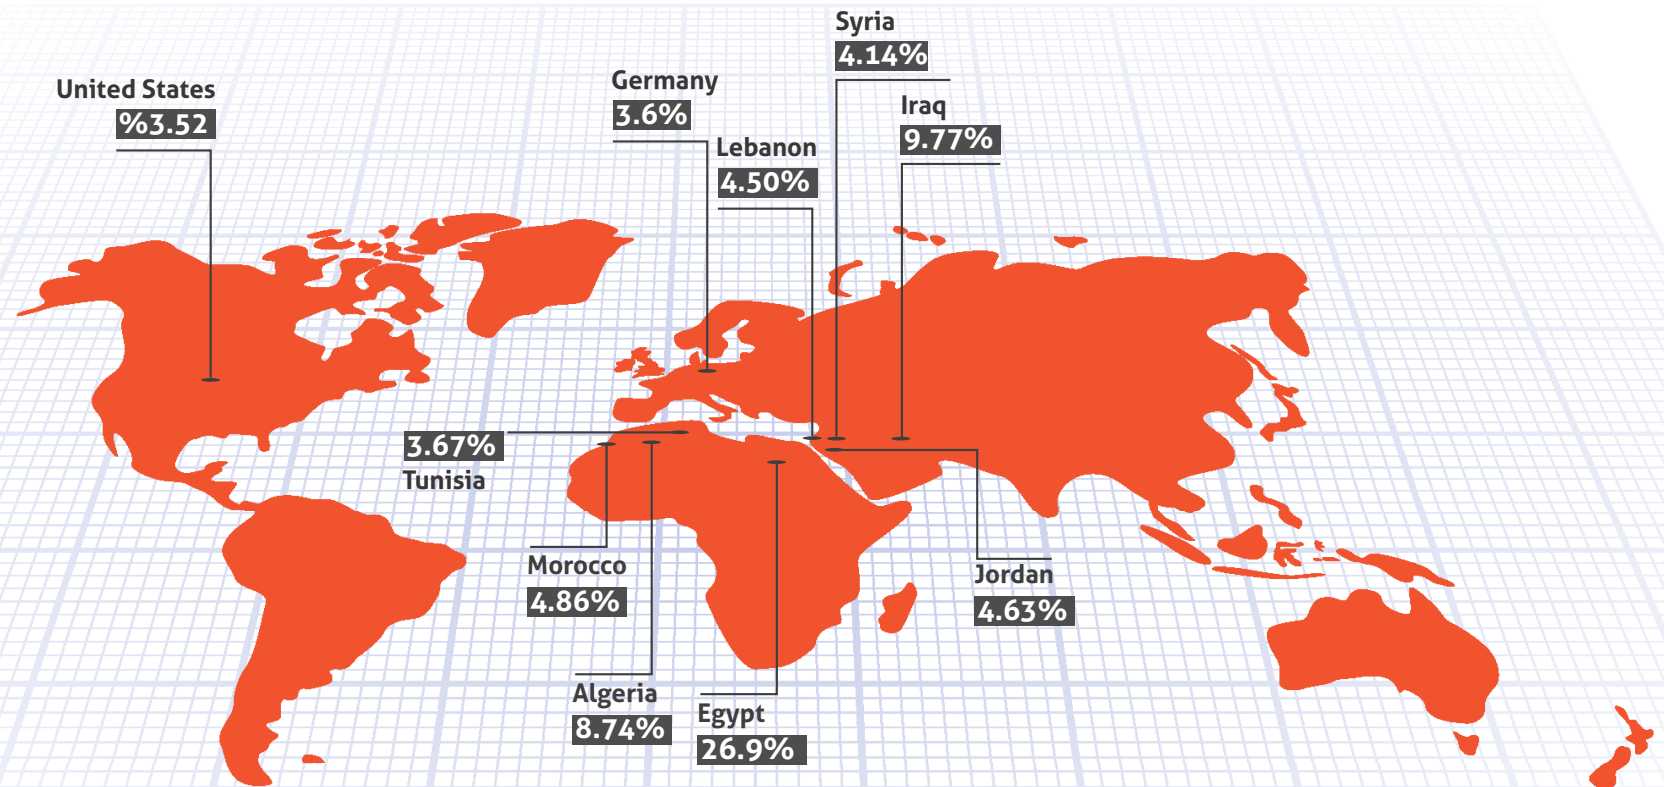 Syria
4.14%
United States
%3.52
Germany
3.6%
Iraq
9.77%
Lebanon
4.50%
3.67%
Tunisia
Morocco
4.86%
Jordan
4.63%
Algeria
8.74%
Egypt
26.9%